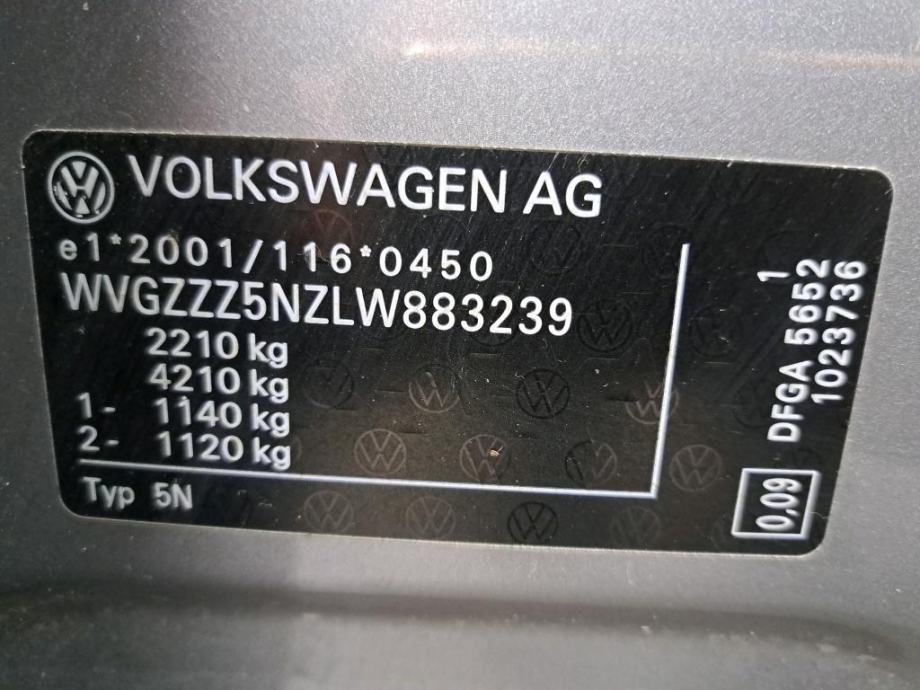 VOLKSWAGEN AG
e1*2001/116*0450
WVGZZZ5NZLW883239
2210 kg
4210 kg
1- 1140 kg
2- 1120 kg
Typ 5N
1
DFGA 5652
1023736
0,09